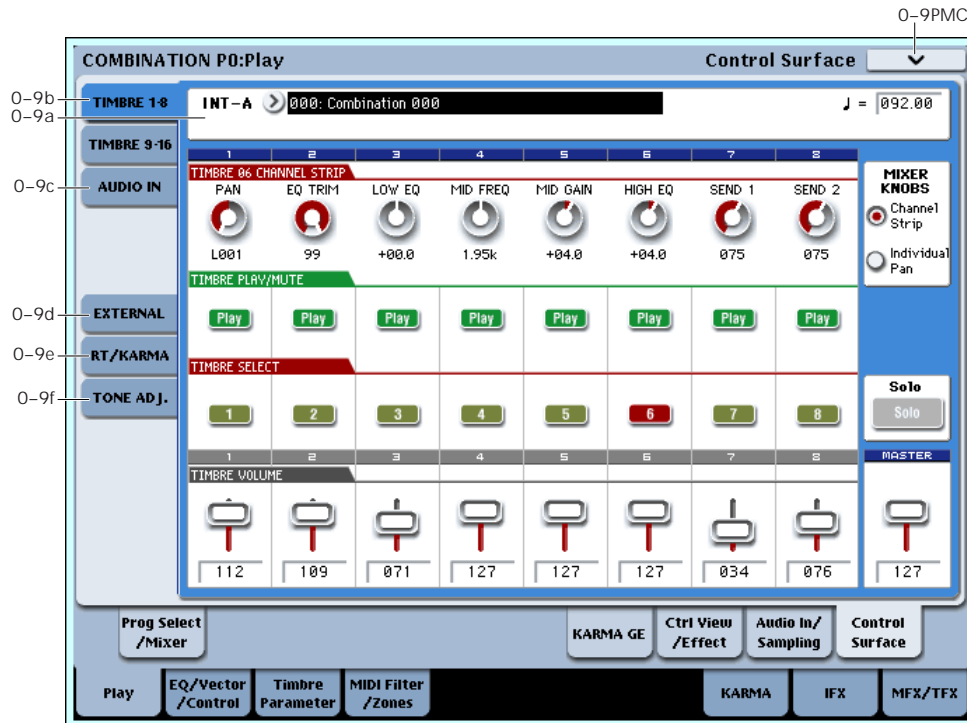 0–9PMC
COMBINATION P0:Play
Control Surface
0–9b
TIMBRE 1-8
0–9a
INT-A
000: Combination 000
♩ = 092.00
TIMBRE 9-16
0–9c
AUDIO IN
1 2 3 4 5 6 7 8
TIMBRE 06 CHANNEL STRIP
PAN EQ TRIM LOW EQ MID FREQ MID GAIN HIGH EQ SEND 1 SEND 2
L001 99 +00.0 1.95k +04.0 +04.0 075 075
MIXER
KNOBS
Channel
Strip
Individual
Pan
TIMBRE PLAY/MUTE
0–9d
EXTERNAL
Play Play Play Play Play Play Play Play
0–9e
RT/KARMA
TIMBRE SELECT
0–9f
TONE ADJ.
1 2 3 4 5 6 7 8
Solo
Solo
1 2 3 4 5 6 7 8
MASTER
TIMBRE VOLUME
112 109 071 127 127 127 034 076 127
Prog Select
/Mixer
KARMA GE
Ctrl View
/Effect
Audio In/
Sampling
Control
Surface
Play
EQ/Vector
/Control
Timbre
Parameter
MIDI Filter
/Zones
KARMA
IFX
MFX/TFX